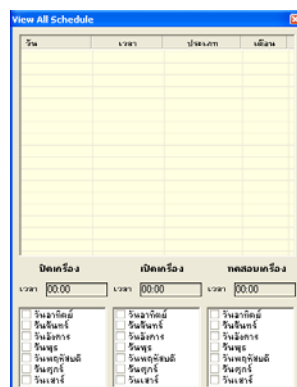 View All Schedule
วัน เวลา ประเภท เตือน
ปิดเครื่อง เปิดเครื่อง ทดสอบเครื่อง
เวลา 00:00 เวลา 00:00 เวลา 00:00
วันอาทิตย์ วันอาทิตย์ วันอาทิตย์
วันจันทร์ วันจันทร์ วันจันทร์
วันอังคาร วันอังคาร วันอังคาร
วันพุธ วันพุธ วันพุธ
วันพฤหัสบดี วันพฤหัสบดี วันพฤหัสบดี
วันศุกร์ วันศุกร์ วันศุกร์
วันเสาร์ วันเสาร์ วันเสาร์